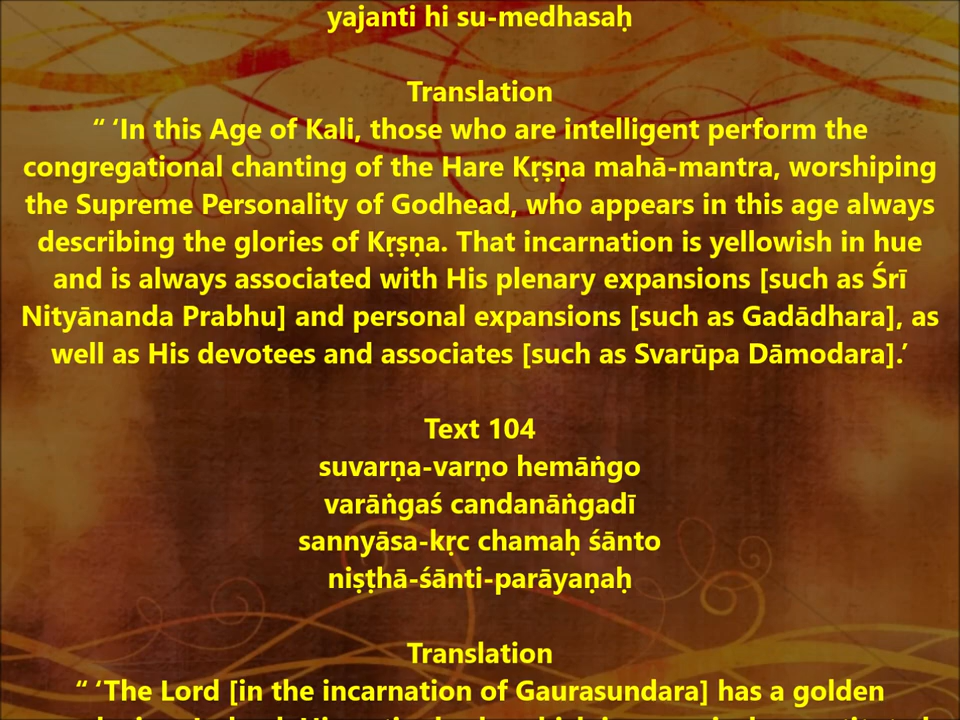 yajanti hi su-medhasaḥ
Translation
“ ‘In this Age of Kali, those who are intelligent perform the
congregational chanting of the Hare Kṛṣṇa mahā-mantra, worshiping
the Supreme Personality of Godhead, who appears in this age always
describing the glories of Kṛṣṇa. That incarnation is yellowish in hue
and is always associated with His plenary expansions [such as Śrī
Nityānanda Prabhu] and personal expansions [such as Gadādhara], as
well as His devotees and associates [such as Svarūpa Dāmodara].’
Text 104
suvarṇa-varṇo hemāṅgo
varāṅgaś candanāṅgadī
sannyāsa-kṛc chamaḥ śānto
niṣṭhā-śānti-parāyaṇaḥ
Translation
“ ‘The Lord [in the incarnation of Gaurasundara] has a golden